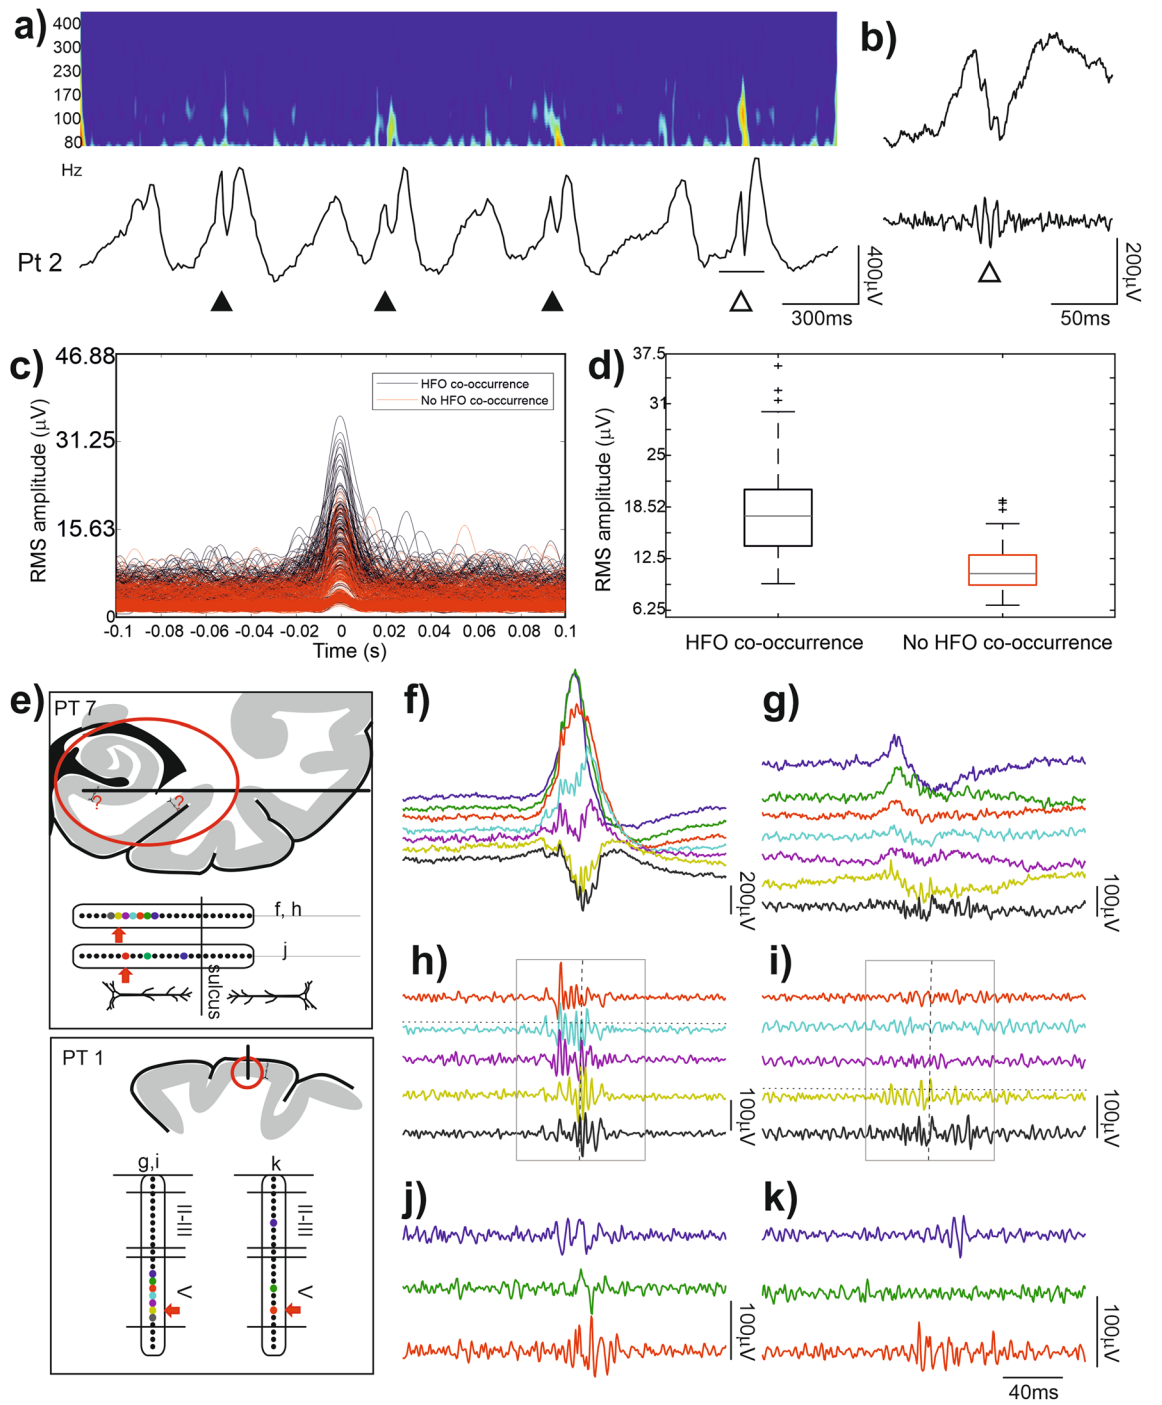 a)
400
300
230
170
100
80
Hz
Pt 2
400µV
300ms
b)
200µV
50ms
c)
46.88
31.25
15.63
0
RMS amplitude (µV)
HFO co-occurrence
No HFO co-occurrence
-0.1 -0.08 -0.06 -0.04 -0.02 0 0.02 0.04 0.06 0.08 0.1
Time (s)
d)
37.5
31
25
18.52
12.5
6.25
RMS amplitude (µV)
HFO co-occurrence No HFO co-occurrence
e)
PT 7
? ?
f, h
j
sulcus
PT 1
g,i k
II-III II-III
V V
f)
200µV
g)
100µV
h)
100µV
i)
100µV
j)
100µV
k)
100µV
40ms